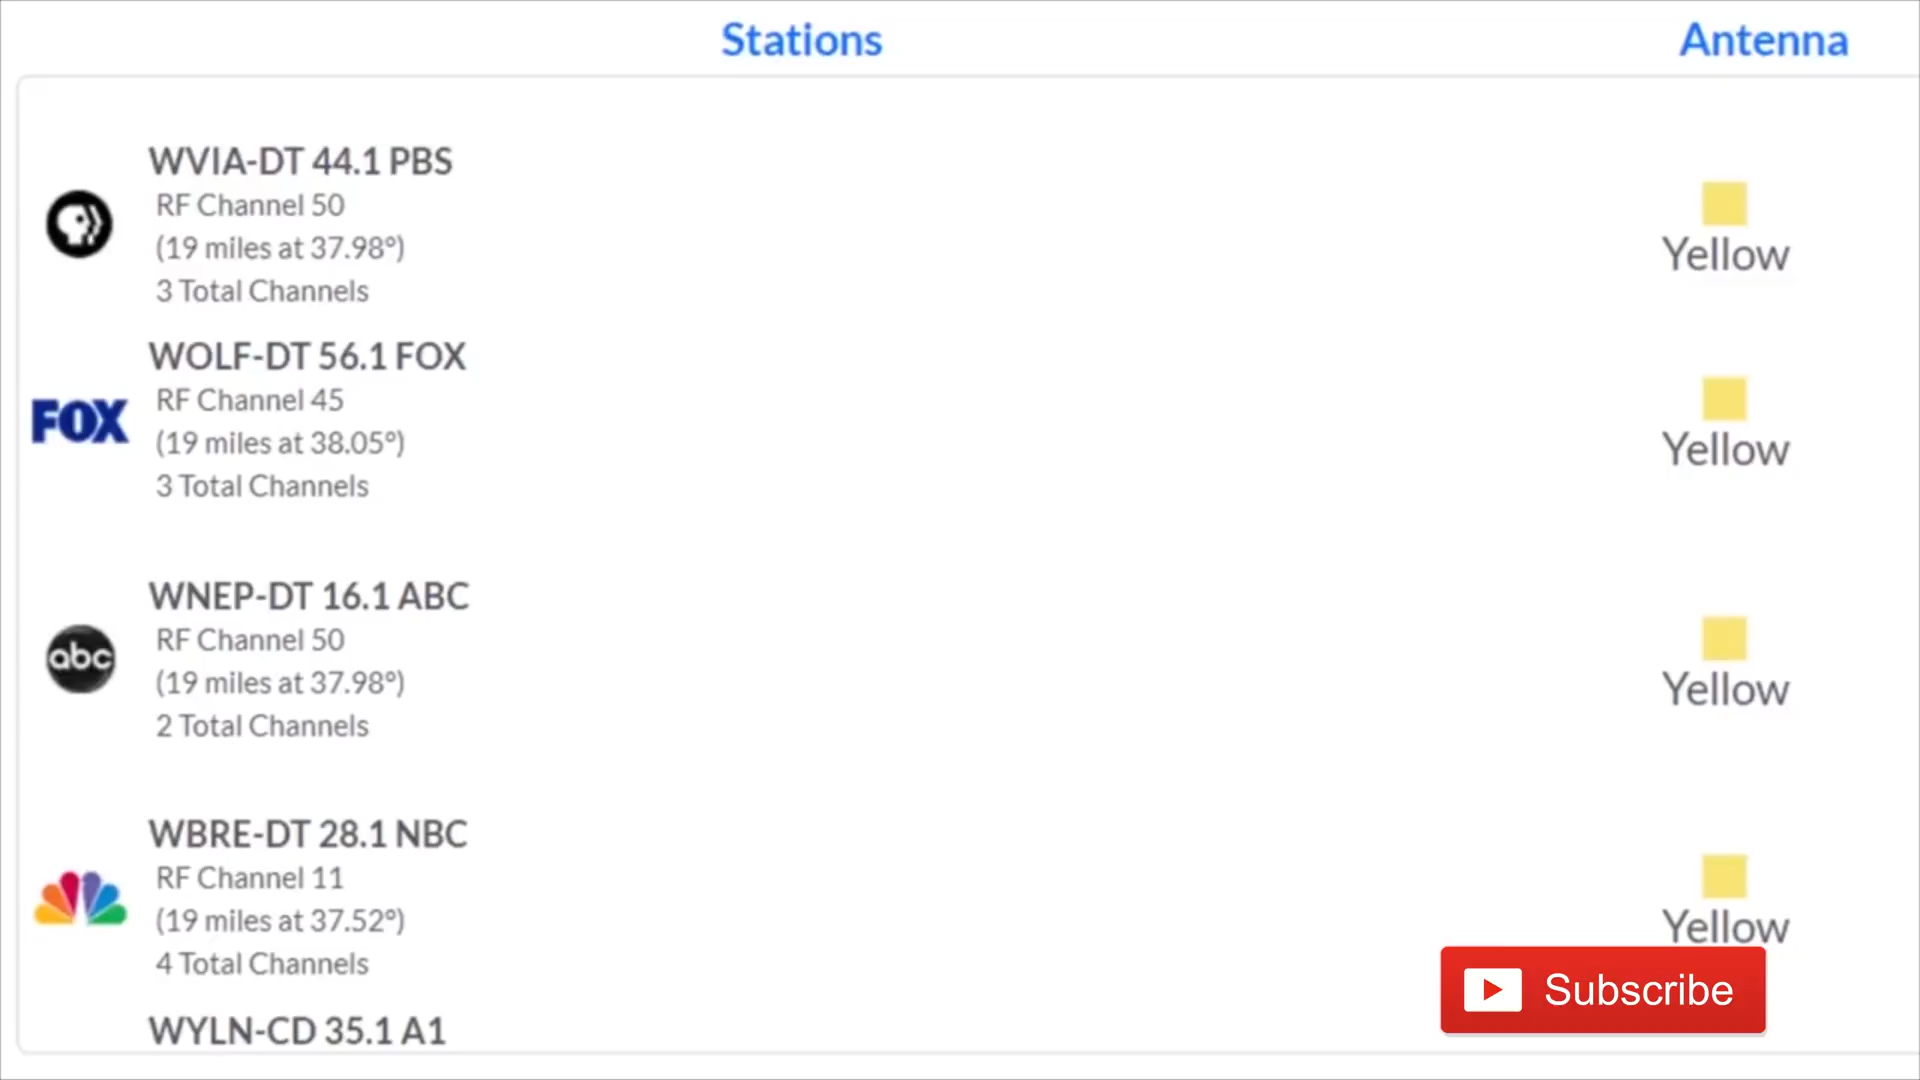 Stations
Antenna
WVIA-DT 44.1 PBS
RF Channel 50
(19 miles at 37.98°)
3 Total Channels
Yellow
WOLF-DT 56.1 FOX
FOX
RF Channel 45
(19 miles at 38.05°)
3 Total Channels
Yellow
WNEP-DT 16.1 ABC
abc
RF Channel 50
(19 miles at 37.98°)
2 Total Channels
Yellow
WBRE-DT 28.1 NBC
RF Channel 11
(19 miles at 37.52°)
4 Total Channels
Yellow
Subscribe
WYLN-CD 35.1 A1